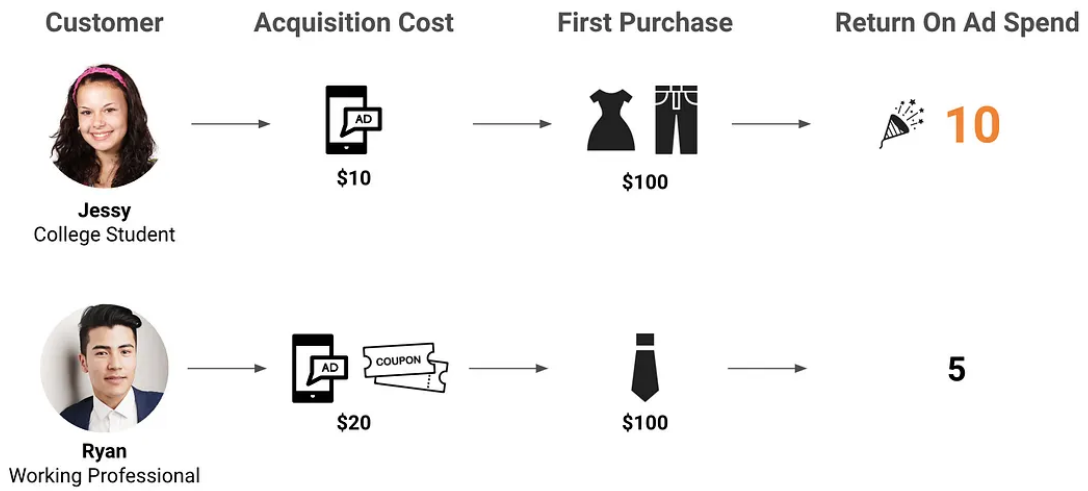 Customer
Acquisition Cost
First Purchase
Return On Ad Spend
AD
10
$10
$100
Jessy
College Student
AD
COUPON
5
$20
$100
Ryan
Working Professional